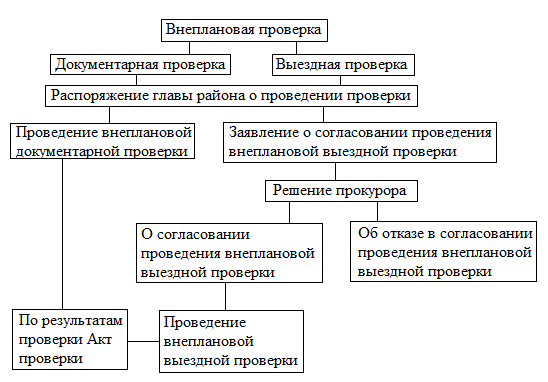 Внеплановая проверка
Документарная проверка
Выездная проверка
Распоряжение главы района о проведении проверки
Проведение внеплановой
документарной проверки
Заявление о согласовании проведения
внеплановой выездной проверки
Решение прокурора
О согласовании
проведения внеплановой
выездной проверки
Об отказе в согласовании
проведения внеплановой
выездной проверки
По результатам
проверки Акт
проверки
Проведение
внеплановой
выездной проверки